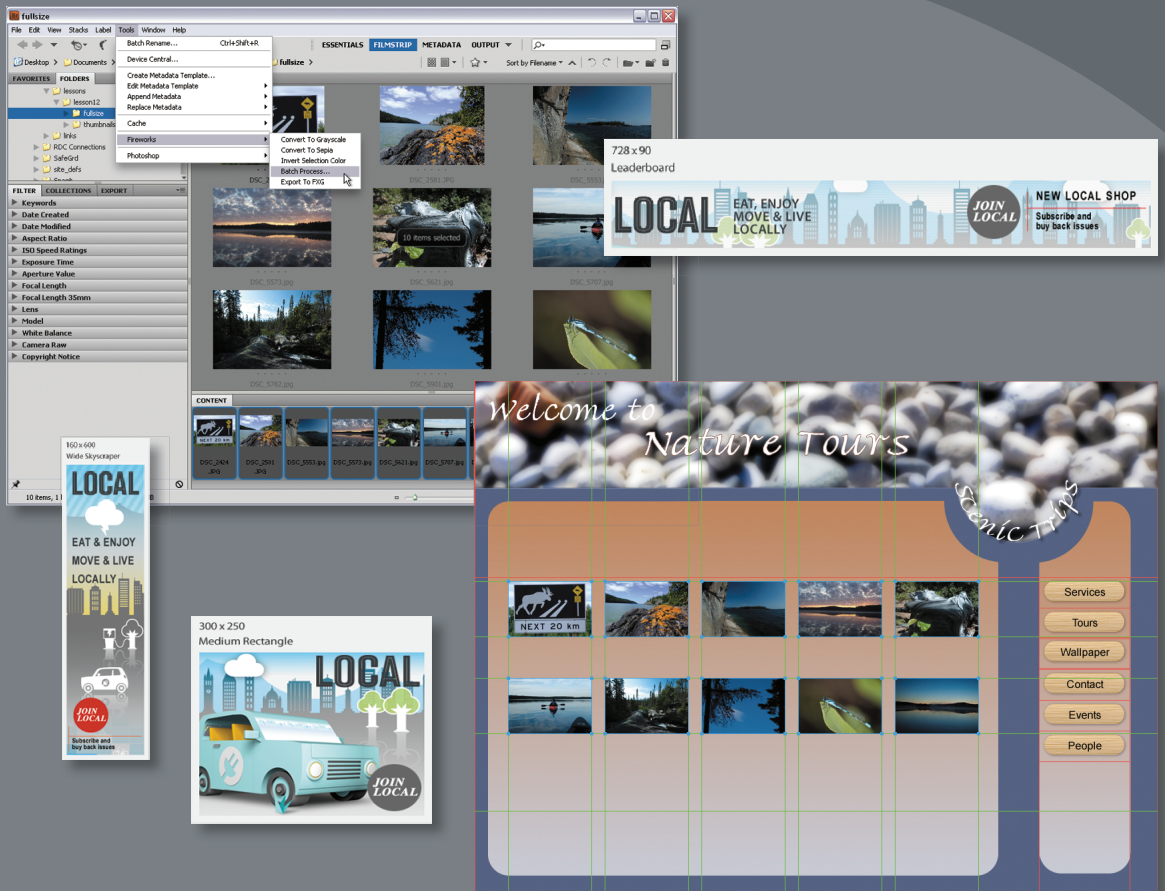 fullsize
File Edit View Stacks Label Tools Window Help
ESSENTIALS FILMSTRIP METADATA OUTPUT
Desktop > Documents > fullsize >
Sort by Filename
Batch Rename... Ctrl+Shift+R
Device Central...
Create Metadata Template...
Edit Metadata Template
Append Metadata
Replace Metadata
Cache
Fireworks
Photoshop
Convert To Grayscale
Convert To Sepia
Invert Selection Color
Batch Process...
Export To FXG
FAVORITES FOLDERS
lessons
lesson12
fullsize
thumbnails
links
RDC Connections
SafeGrd
site_defs
FILTER COLLECTIONS EXPORT
Keywords
Date Created
Date Modified
Aspect Ratio
ISO Speed Ratings
Exposure Time
Aperture Value
Focal Length
Focal Length 35mm
Lens
Model
White Balance
Camera Raw
Copyright Notice
DSC_2501.JPG
DSC_5553
10 items selected
DSC_5573.jpg
DSC_5621.jpg
DSC_5707.jpg
DSC_5782.jpg
DSC_5901.jpg
CONTENT
NEXT 20 km
DSC_2424
.JPG
DSC_2501
.JPG
DSC_5553.jpg
DSC_5573.jpg
DSC_5621.jpg
DSC_5707.jpg
10 items, 1
728 x 90
Leaderboard
LOCAL
EAT, ENJOY
MOVE & LIVE
LOCALLY
JOIN
LOCAL
NEW LOCAL SHOP
Subscribe and
buy back issues
160 x 600
Wide Skyscraper
LOCAL
EAT & ENJOY
MOVE & LIVE
LOCALLY
JOIN
LOCAL
Subscribe and
buy back issues
300 x 250
Medium Rectangle
LOCAL
JOIN
LOCAL
Welcome to
Nature Tours
Scenic Trips
NEXT 20 km
Services
Tours
Wallpaper
Contact
Events
People